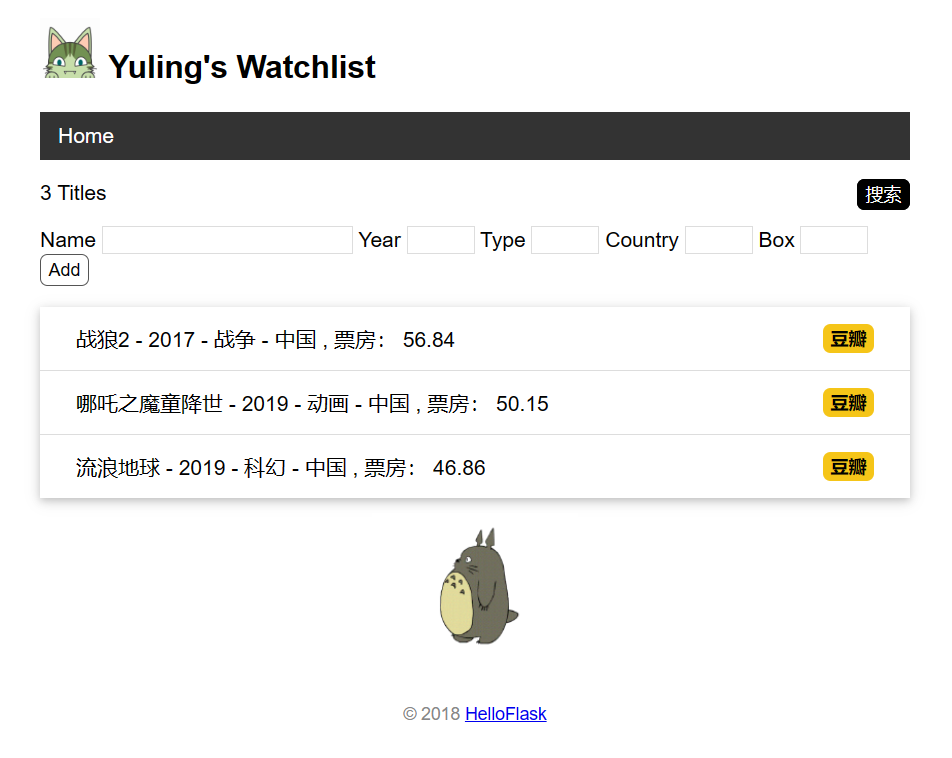 Yuling's Watchlist
Home
3 Titles
搜索
Name Year Type Country Box
Add
战狼2 - 2017 - 战争 - 中国 , 票房： 56.84
豆瓣
哪吒之魔童降世 - 2019 - 动画 - 中国 , 票房： 50.15
豆瓣
流浪地球 - 2019 - 科幻 - 中国 , 票房： 46.86
豆瓣
© 2018 HelloFlask